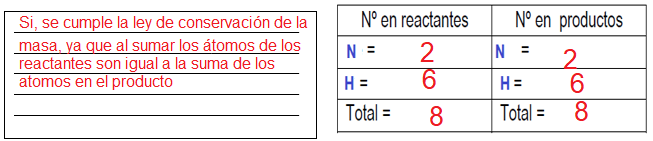 Si, se cumple la ley de conservación de la
masa, ya que al sumar los átomos de los
reactantes son igual a la suma de los
atomos en el producto
Nº en reactantes Nº en productos
N = 2 N = 2
H = 6 H = 6
Total = 8 Total = 8